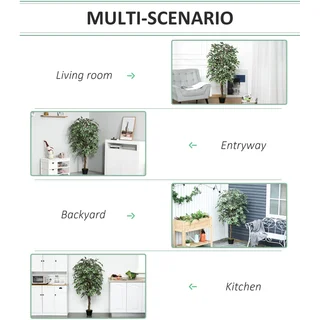 MULTI-SCENARIO
Living room
Entryway
Backyard
Kitchen